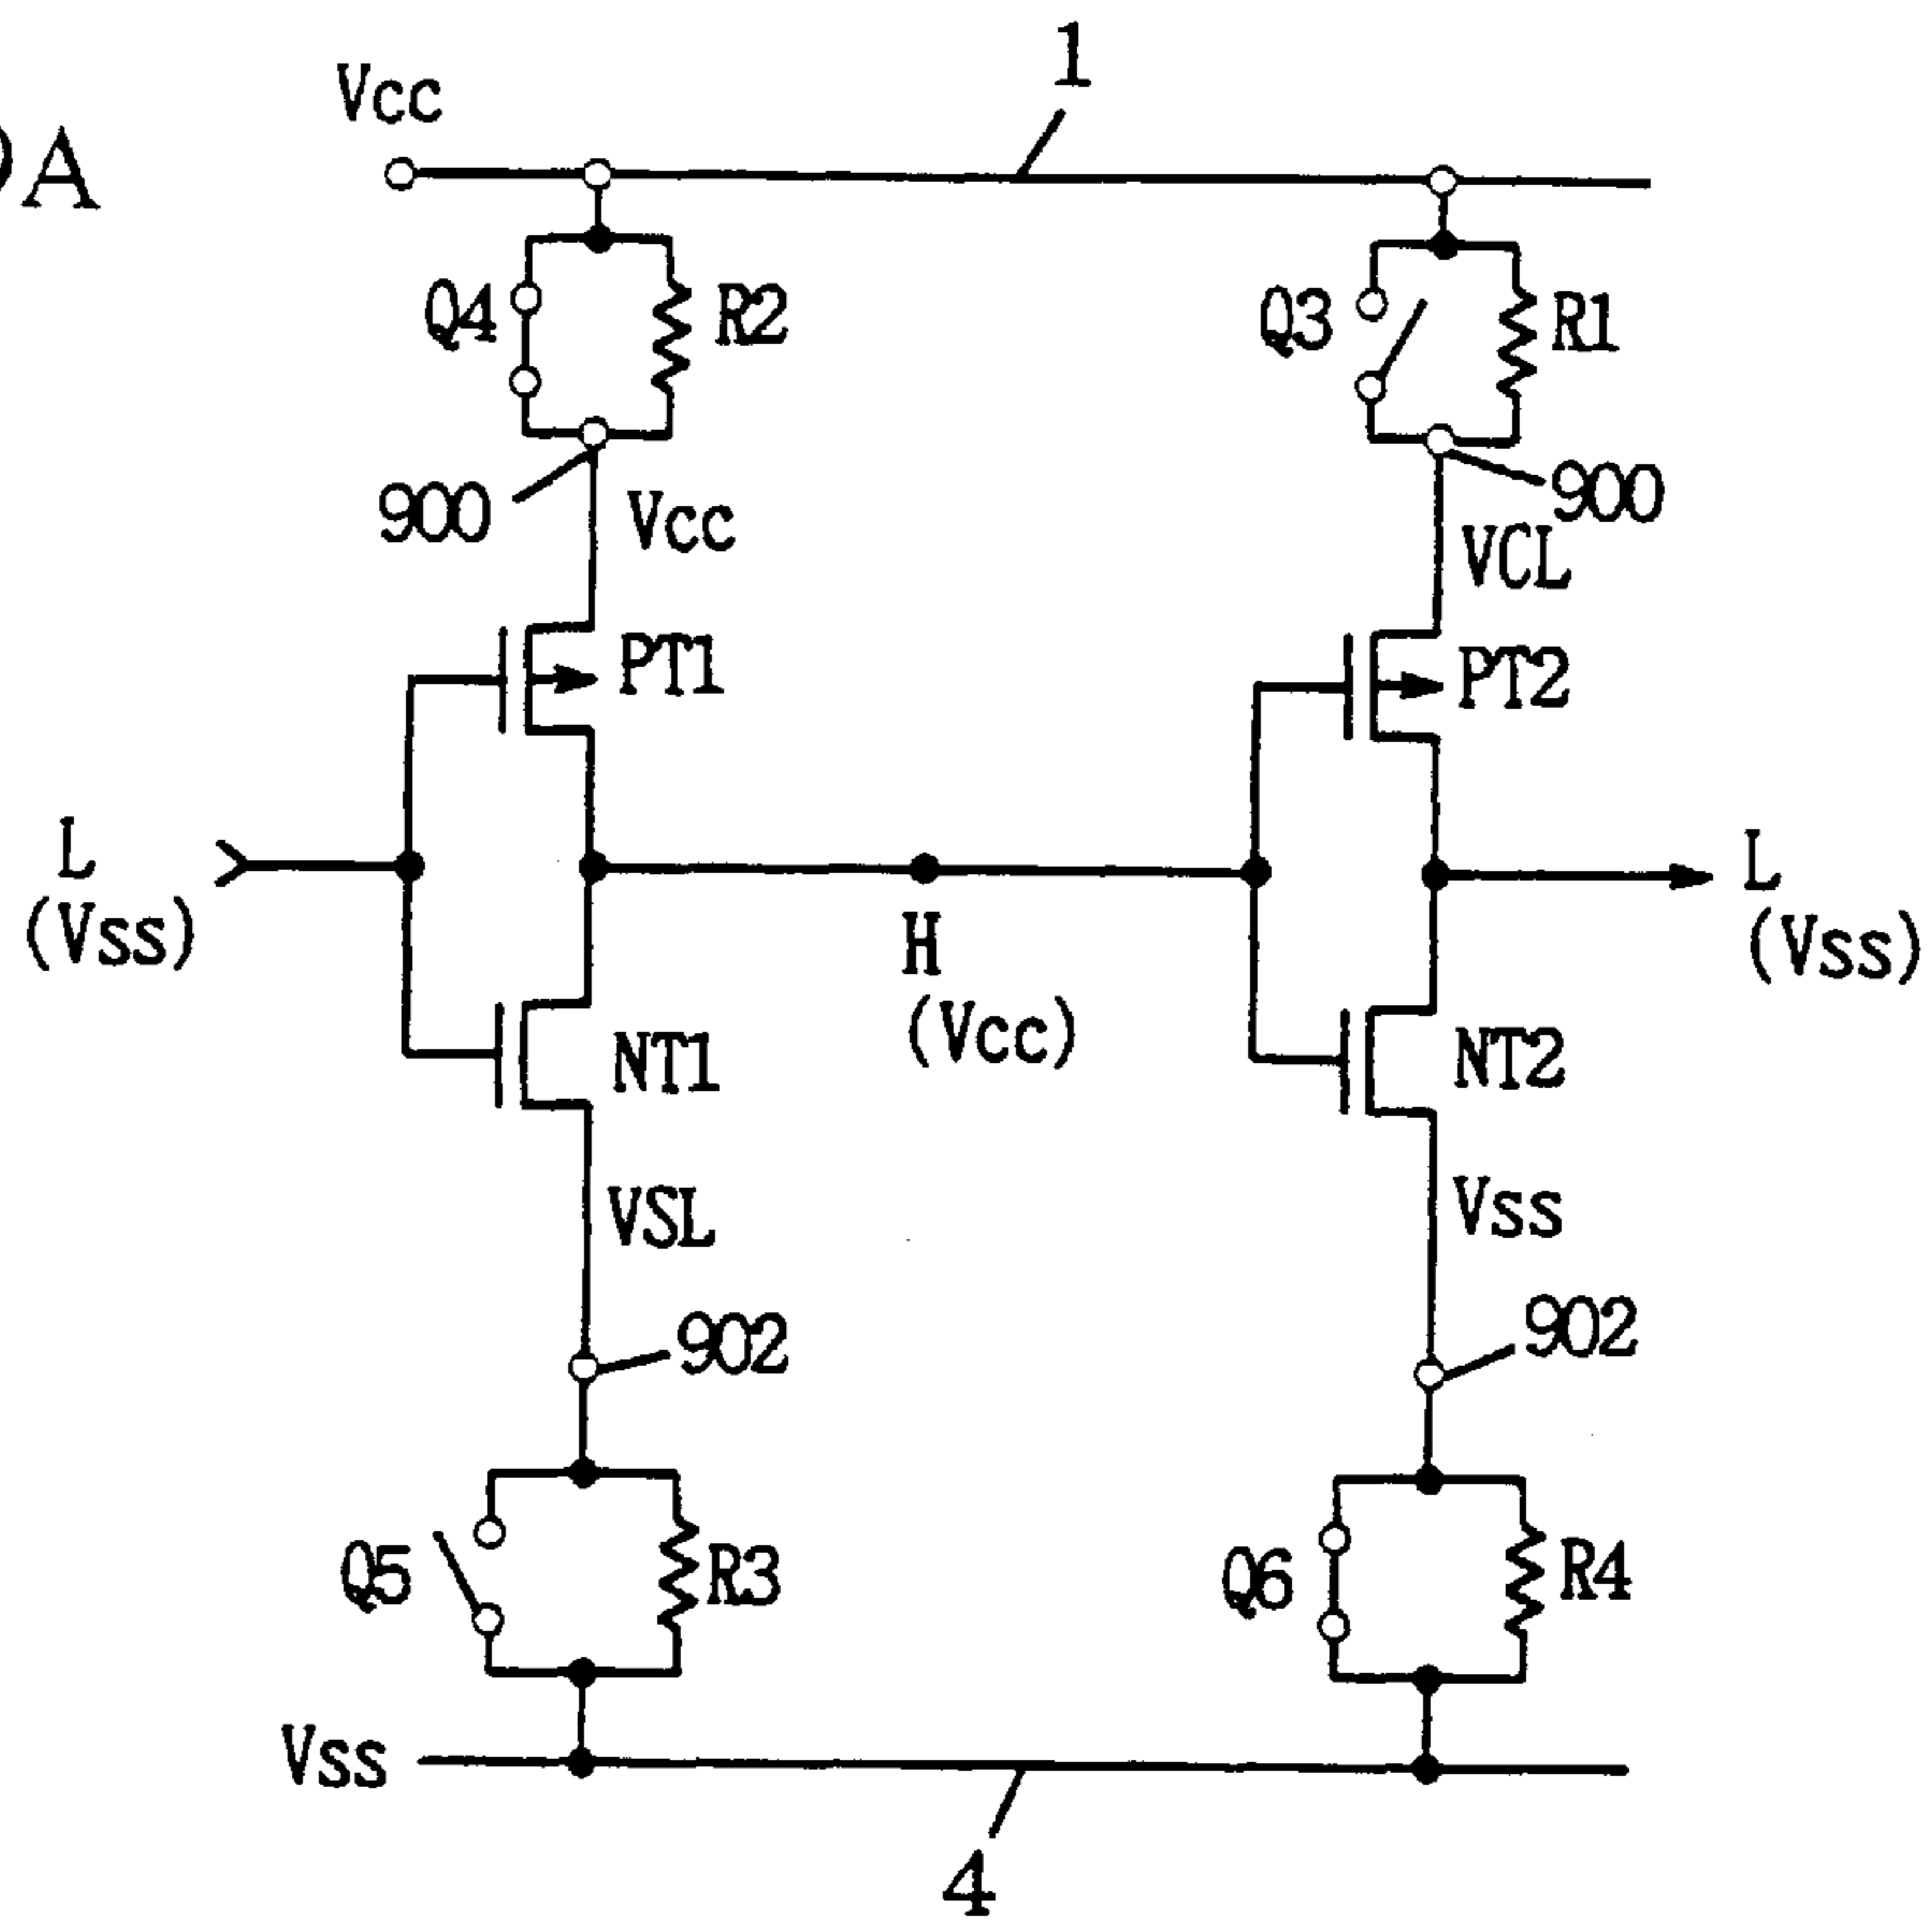 )A
Vcc
1
Q4
R2
Q3
R1
900
Vcc
900
VCL
PT1
PT2
L
(Vss)
H
(Vcc)
L
(Vss)
NT1
NT2
VSL
Vss
902
902
Q5
R3
Q6
R4
Vss
4